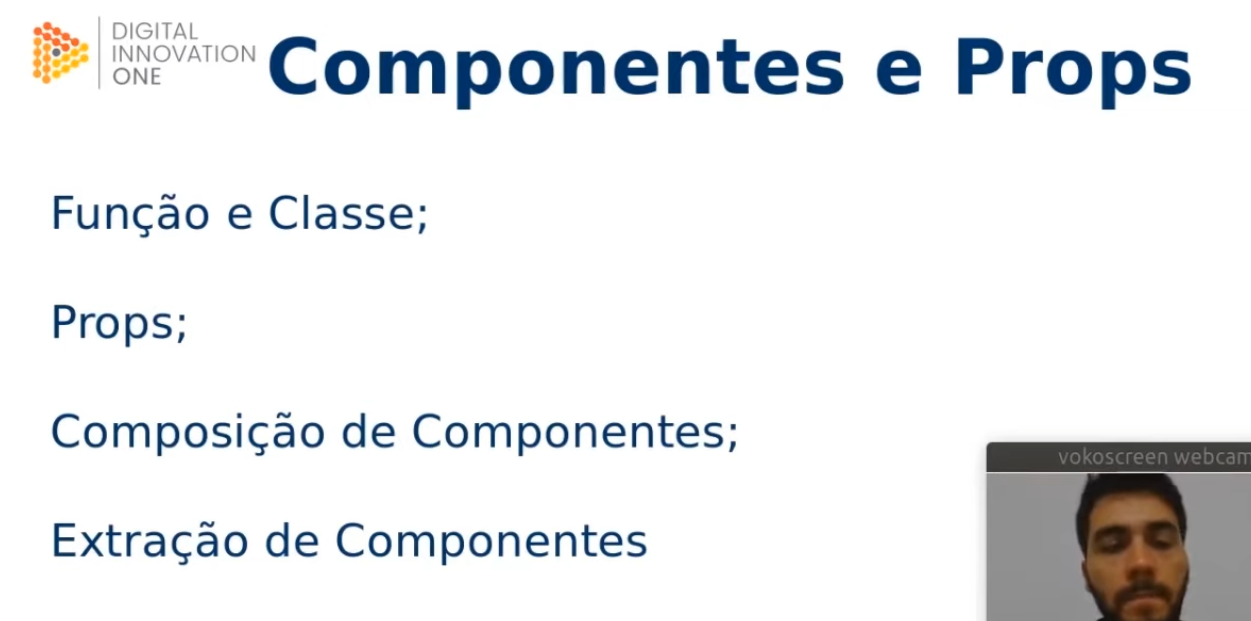 DIGITAL
INNOVATION
ONE
Componentes e Props
Função e Classe;
Props;
Composição de Componentes;
Extração de Componentes
vokoscreen webcam